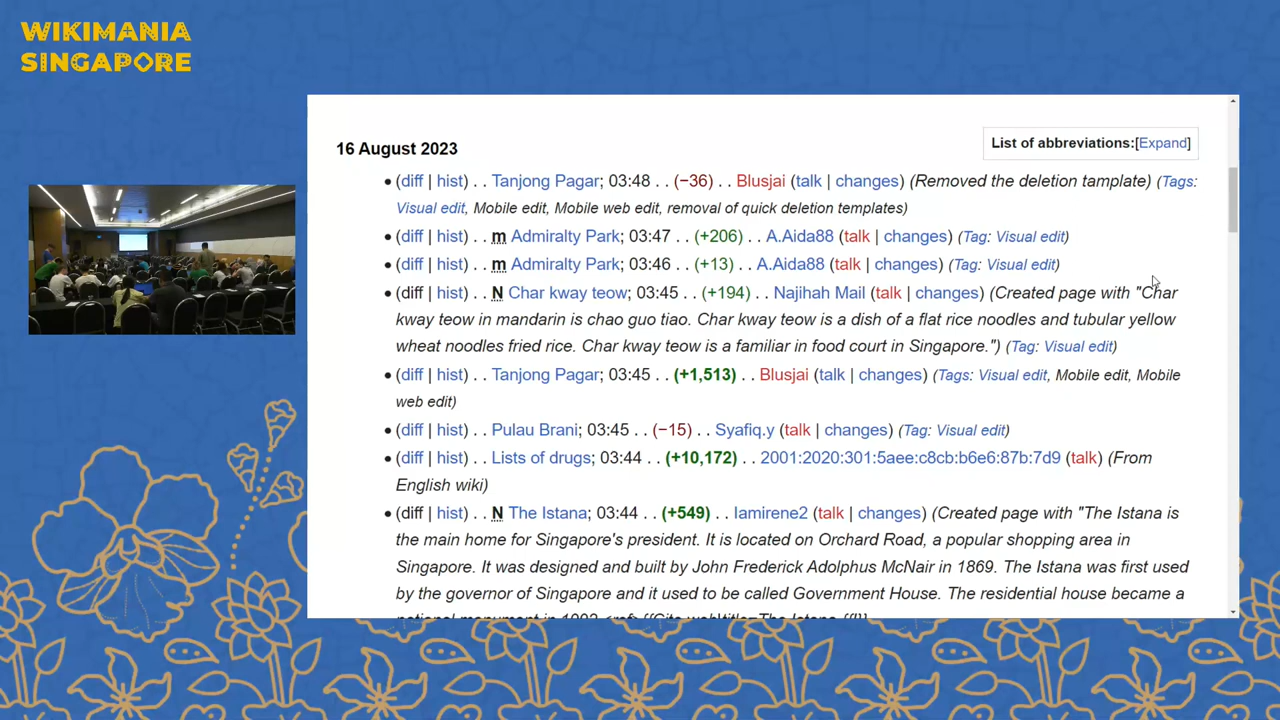 WIKIMANIA
SINGAPORE
List of abbreviations:[Expand]
16 August 2023
• (diff | hist) . . Tanjong Pagar; 03:48 . . (−36) . . Blusjai (talk | changes) (Removed the deletion tamplate) (Tags:
Visual edit, Mobile edit, Mobile web edit, removal of quick deletion templates)
• (diff | hist) . . m Admiralty Park; 03:47 . . (+206) . . A.Aida88 (talk | changes) (Tag: Visual edit)
• (diff | hist) . . m Admiralty Park; 03:46 . . (+13) . . A.Aida88 (talk | changes) (Tag: Visual edit)
• (diff | hist) . . N Char kway teow; 03:45 . . (+194) . . Najihah Mail (talk | changes) (Created page with "Char
kway teow in mandarin is chao guo tiao. Char kway teow is a dish of a flat rice noodles and tubular yellow
wheat noodles fried rice. Char kway teow is a familiar in food court in Singapore.") (Tag: Visual edit)
• (diff | hist) . . Tanjong Pagar; 03:45 . . (+1,513) . . Blusjai (talk | changes) (Tags: Visual edit, Mobile edit, Mobile
web edit)
• (diff | hist) . . Pulau Brani; 03:45 . . (−15) . . Syafiq.y (talk | changes) (Tag: Visual edit)
• (diff | hist) . . Lists of drugs; 03:44 . . (+10,172) . . 2001:2020:301:5aee:c8cb:b6e6:87b:7d9 (talk) (From
English wiki)
• (diff | hist) . . N The Istana; 03:44 . . (+549) . . Iamirene2 (talk | changes) (Created page with "The Istana is
the main home for Singapore's president. It is located on Orchard Road, a popular shopping area in
Singapore. It was designed and built by John Frederick Adolphus McNair in 1869. The Istana was first used
by the governor of Singapore and it used to be called Government House. The residential house became a